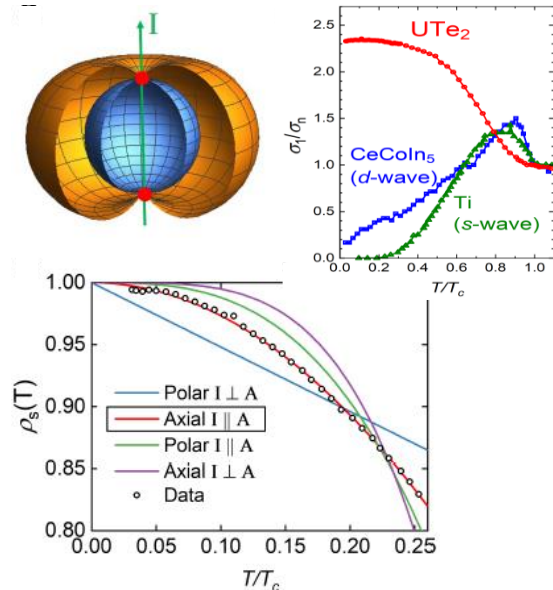 I
UTe₂
CeCoIn₅
(d-wave)
Ti
(s-wave)
σ₁/σₙ
2.5
2.0
1.5
1.0
0.5
0.0
0.0 0.2 0.4 0.6 0.8 1.0
T/T_c
1.00
0.95
0.90
0.85
0.80
ρₛ(T)
Polar I ⊥ A
Axial I ∥ A
Polar I ∥ A
Axial I ⊥ A
Data
0.00 0.05 0.10 0.15 0.20 0.25
T/T_c